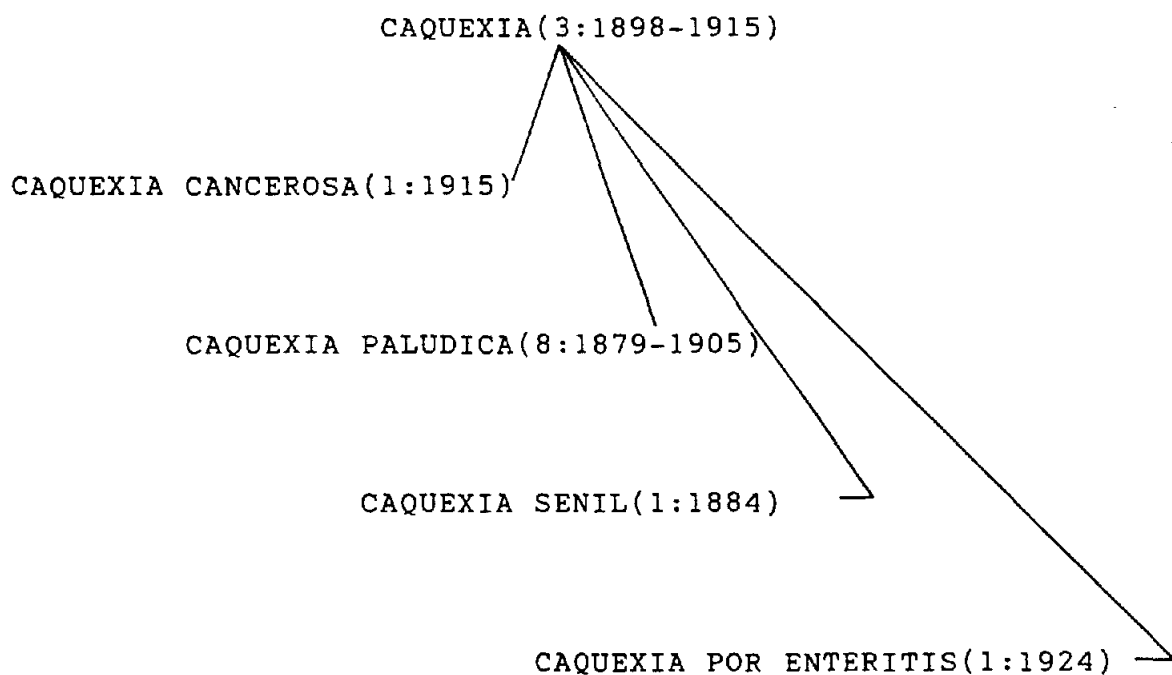 CAQUEXIA(3:1898-1915)
CAQUEXIA CANCEROSA(1:1915)
CAQUEXIA PALUDICA(8:1879-1905)
CAQUEXIA SENIL(1:1884)
CAQUEXIA POR ENTERITIS(1:1924)